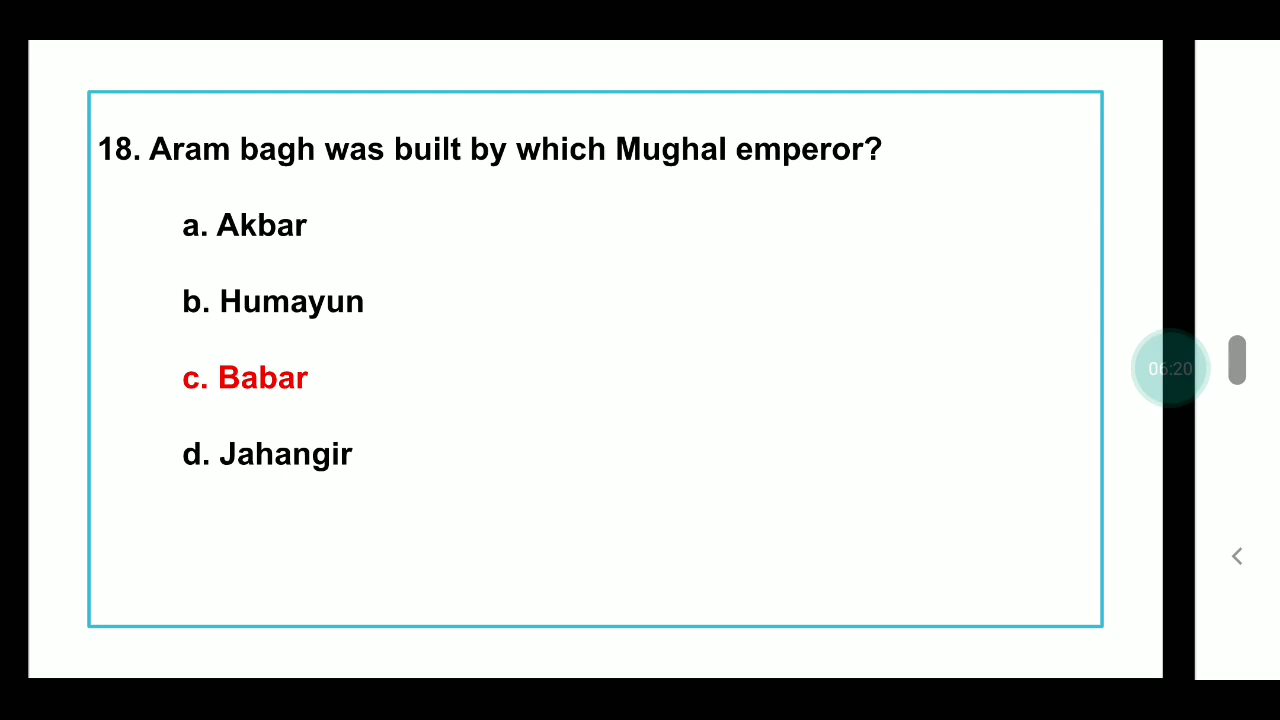 18. Aram bagh was built by which Mughal emperor?
a. Akbar
b. Humayun
c. Babar
d. Jahangir
06:20